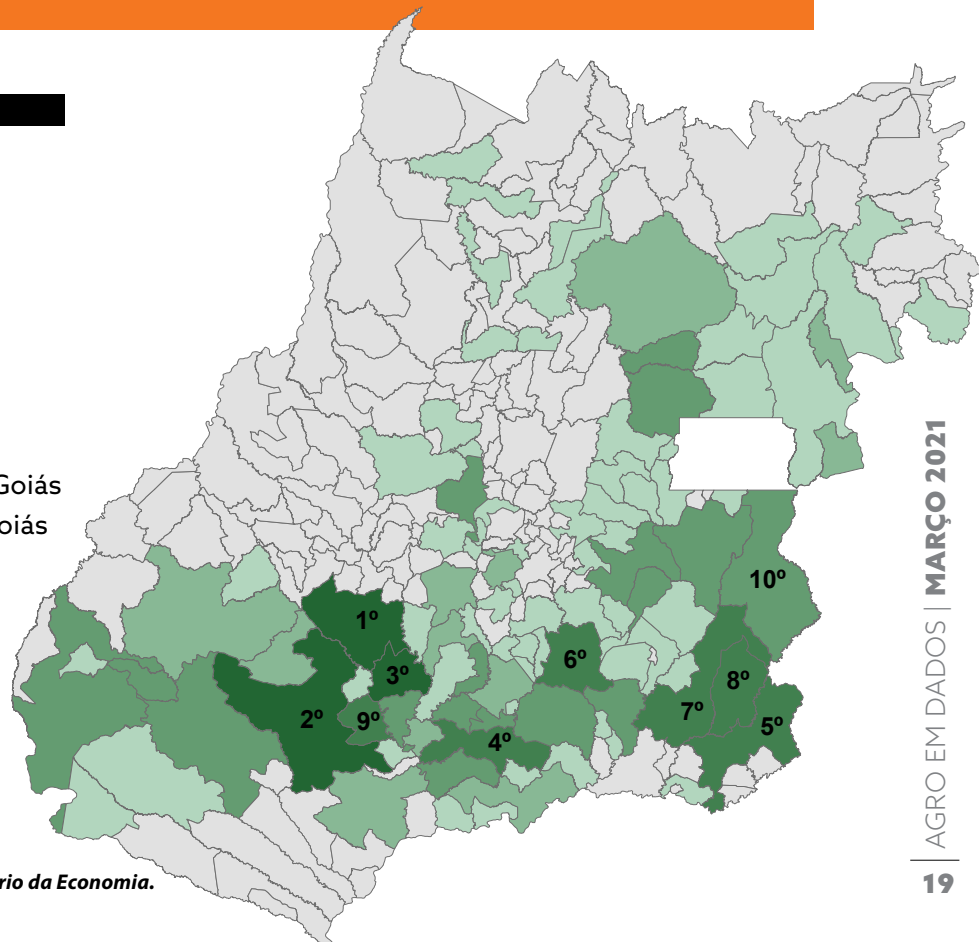 Goiás
oiás
1º
2º
3º
4º
5º
6º
7º
8º
9º
10º
rio da Economia.
AGRO EM DADOS | MARÇO 2021
19